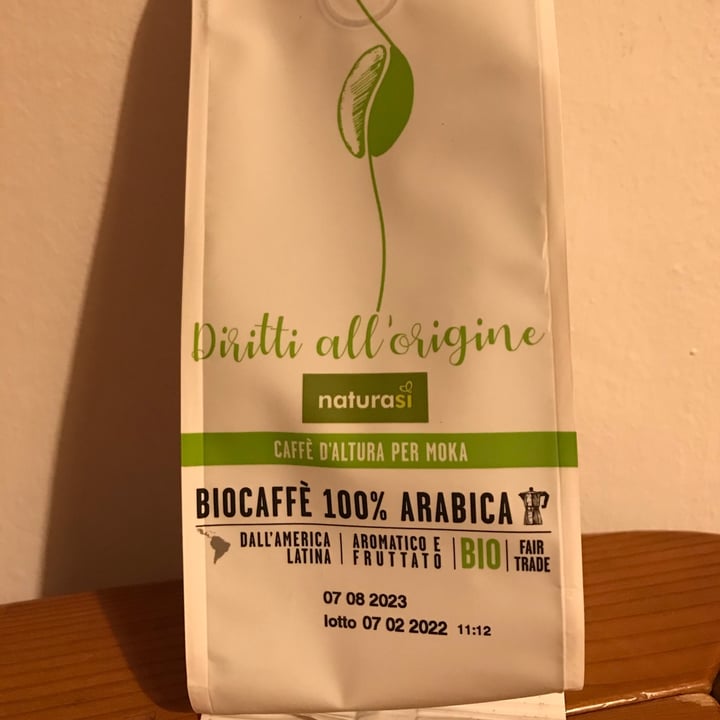 Diritti all'origine
naturasì
CAFFÈ D'ALTURA PER MOKA
BIOCAFFÈ 100% ARABICA
DALL'AMERICA LATINA | AROMATICO E FRUTTATO | BIO | FAIR TRADE
07 08 2023
lotto 07 02 2022 11:12